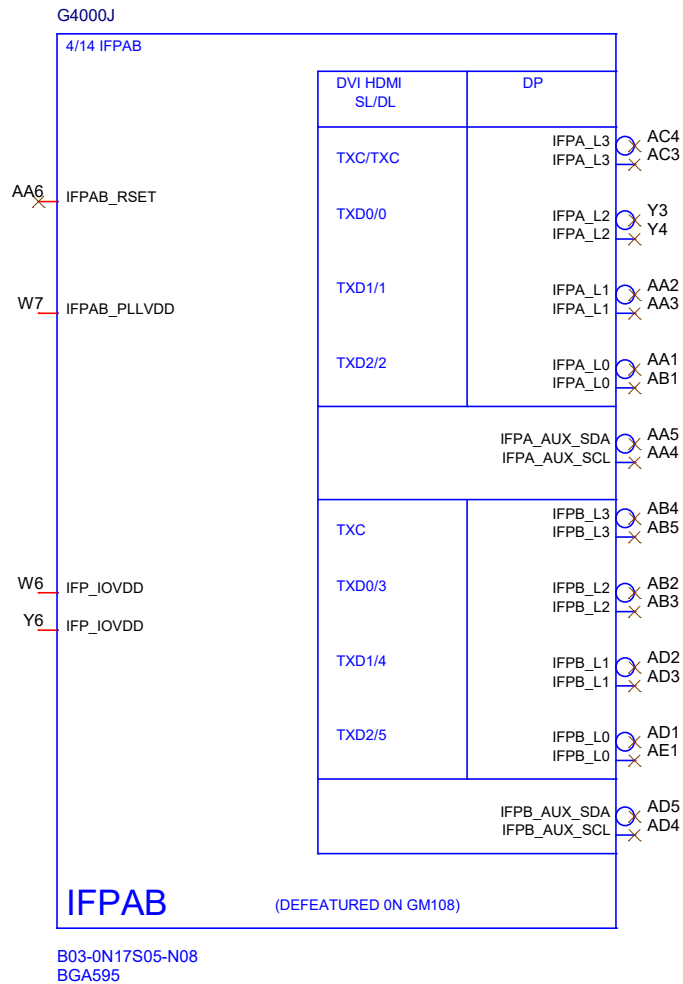 G4000J
4/14 IFPAB
DVI HDMI DP
SL/DL
IFPA_L3 AC4
TXC/TXC IFPA_L3 AC3
AA6 IFPAB_RSET
TXD0/0 IFPA_L2 Y3
IFPA_L2 Y4
TXD1/1 IFPA_L1 AA2
W7 IFPAB_PLLVDD IFPA_L1 AA3
TXD2/2 IFPA_L0 AA1
IFPA_L0 AB1
IFPA_AUX_SDA AA5
IFPA_AUX_SCL AA4
IFPB_L3 AB4
TXC IFPB_L3 AB5
W6 IFP_IOVDD TXD0/3 IFPB_L2 AB2
IFPB_L2 AB3
Y6 IFP_IOVDD
TXD1/4 IFPB_L1 AD2
IFPB_L1 AD3
TXD2/5 IFPB_L0 AD1
IFPB_L0 AE1
IFPB_AUX_SDA AD5
IFPB_AUX_SCL AD4
IFPAB (DEFEATURED 0N GM108)
B03-0N17S05-N08
BGA595